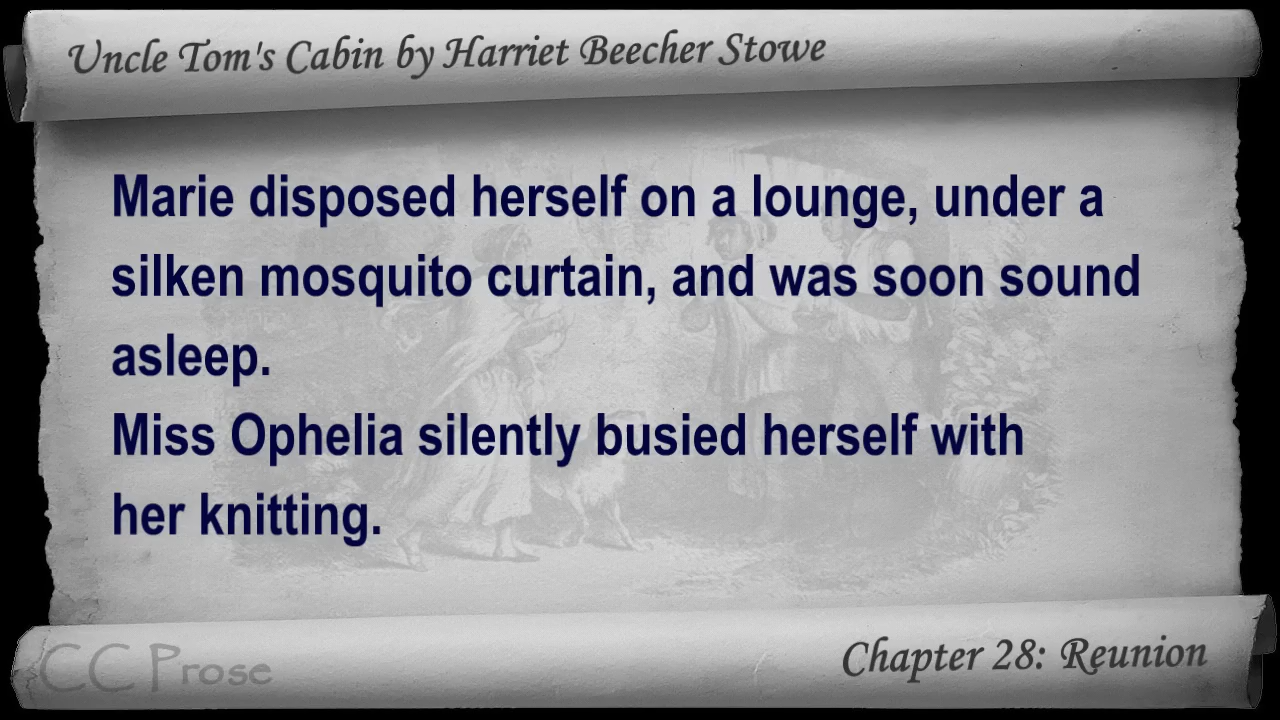 Uncle Tom's Cabin by Harriet Beecher Stowe
Marie disposed herself on a lounge, under a
silken mosquito curtain, and was soon sound
asleep.
Miss Ophelia silently busied herself with
her knitting.
CC Prose
Chapter 28: Reunion